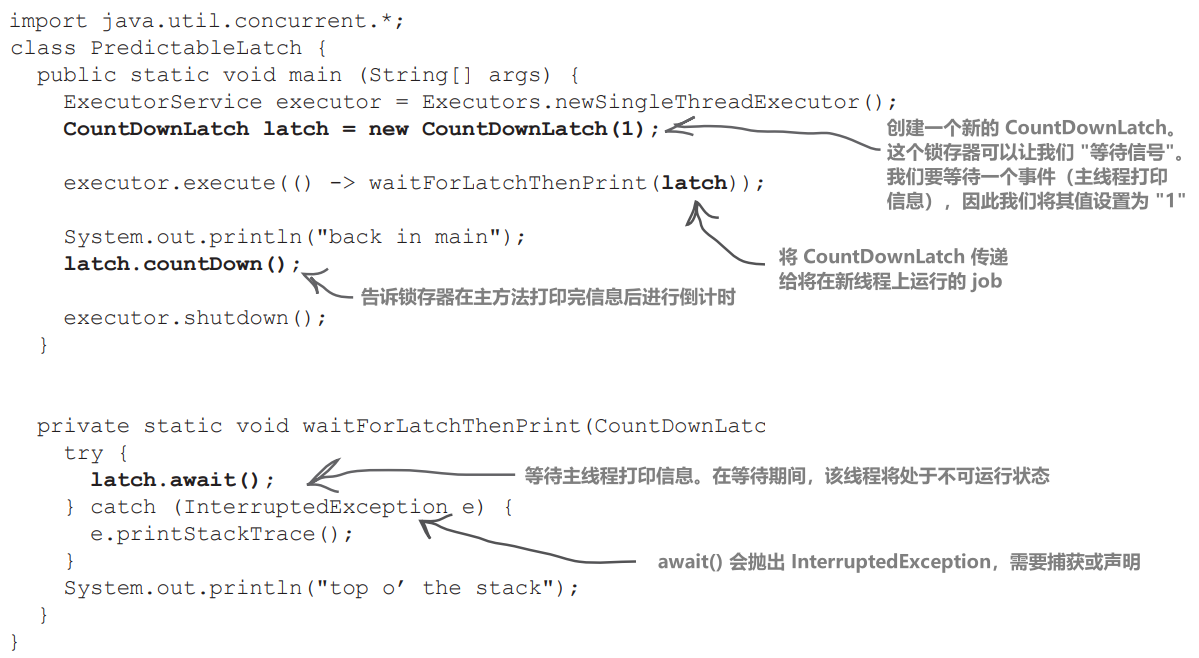 import java.util.concurrent.*;
class PredictableLatch {
public static void main (String[] args) {
ExecutorService executor = Executors.newSingleThreadExecutor();
CountDownLatch latch = new CountDownLatch(1);
创建一个新的 CountDownLatch。
这个锁存器可以让我们 "等待信号"。
我们要等待一个事件（主线程打印
信息），因此我们将其值设置为 "1"
executor.execute(() -> waitForLatchThenPrint(latch));
System.out.println("back in main");
latch.countDown();
将 CountDownLatch 传递
给将在新线程上运行的 job
告诉锁存器在主方法打印完信息后进行倒计时
executor.shutdown();
}
private static void waitForLatchThenPrint(CountDownLatc
try {
latch.await();
等待主线程打印信息。在等待期间，该线程将处于不可运行状态
} catch (InterruptedException e) {
e.printStackTrace();
}
await() 会抛出 InterruptedException，需要捕获或声明
System.out.println("top o’ the stack");
}
}